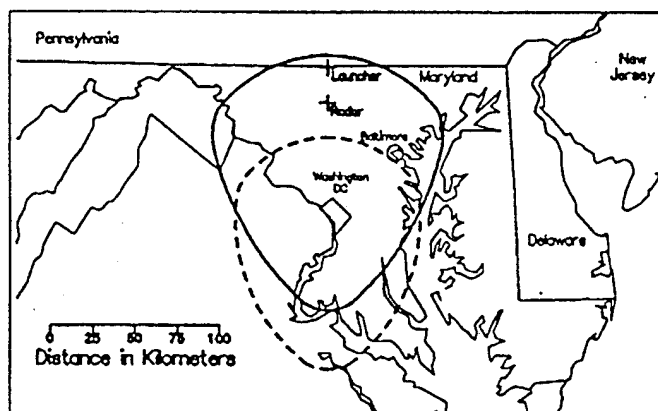 Pennsylvania
New
Jersey
Launcher
Maryland
Radar
Baltimore
Washington
DC
Delaware
0 25 50 75 100
Distance in Kilometers